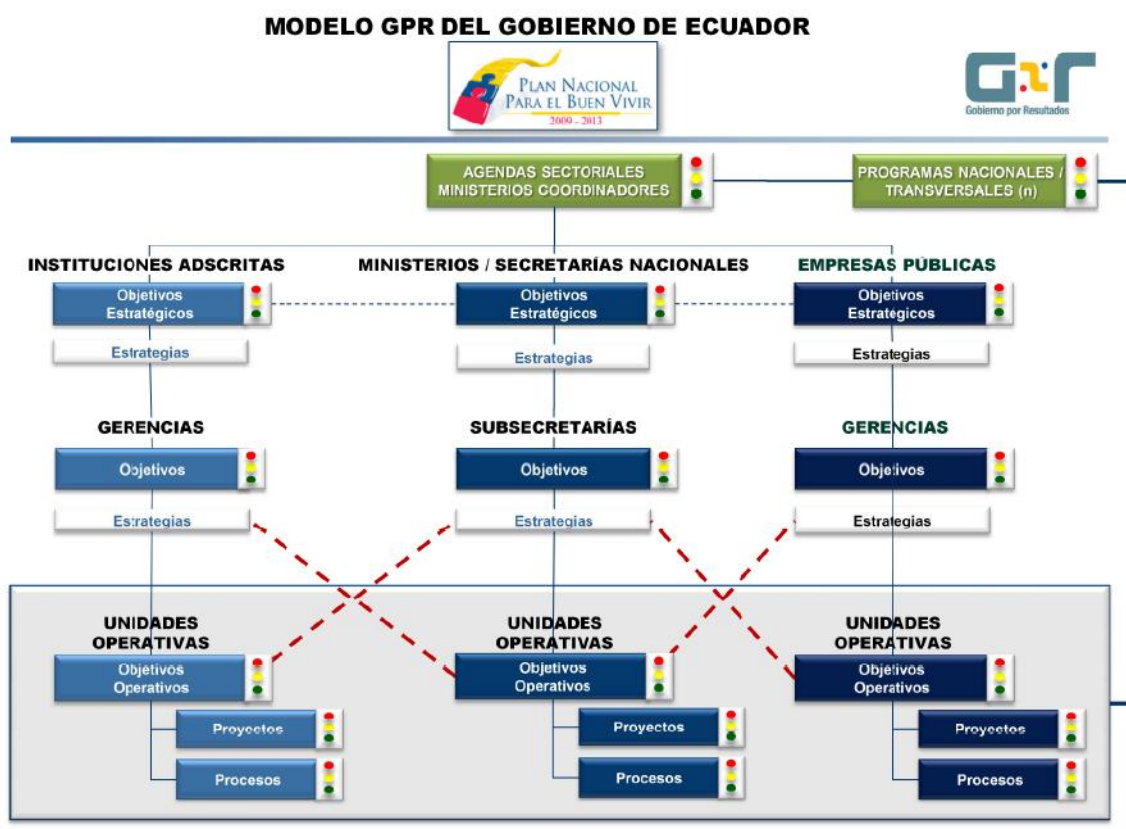 MODELO GPR DEL GOBIERNO DE ECUADOR
PLAN NACIONAL
PARA EL BUEN VIVIR
2009 - 2013
GPR
Gobierno por Resultados
AGENDAS SECTORIALES
MINISTERIOS COORDINADORES
PROGRAMAS NACIONALES /
TRANSVERSALES (n)
INSTITUCIONES ADSCRITAS
MINISTERIOS / SECRETARÍAS NACIONALES
EMPRESAS PÚBLICAS
Objetivos
Estratégicos
Objetivos
Estratégicos
Objetivos
Estratégicos
Estrategias
Estrategias
Estrategias
GERENCIAS
SUBSECRETARÍAS
GERENCIAS
Objetivos
Objetivos
Objetivos
Estrategias
Estrategias
Estrategias
UNIDADES
OPERATIVAS
UNIDADES
OPERATIVAS
UNIDADES
OPERATIVAS
Objetivos
Operativos
Objetivos
Operativos
Objetivos
Operativos
Proyectos
Proyectos
Proyectos
Procesos
Procesos
Procesos